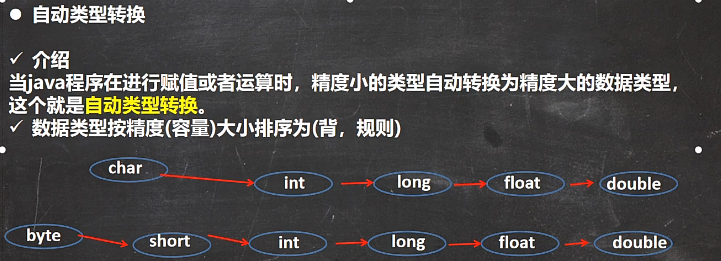 ● 自动类型转换
✓ 介绍
当java程序在进行赋值或者运算时，精度小的类型自动转换为精度大的数据类型，
这个就是自动类型转换。
✓ 数据类型按精度(容量)大小排序为(背，规则)
char int long float double
byte short int long float double